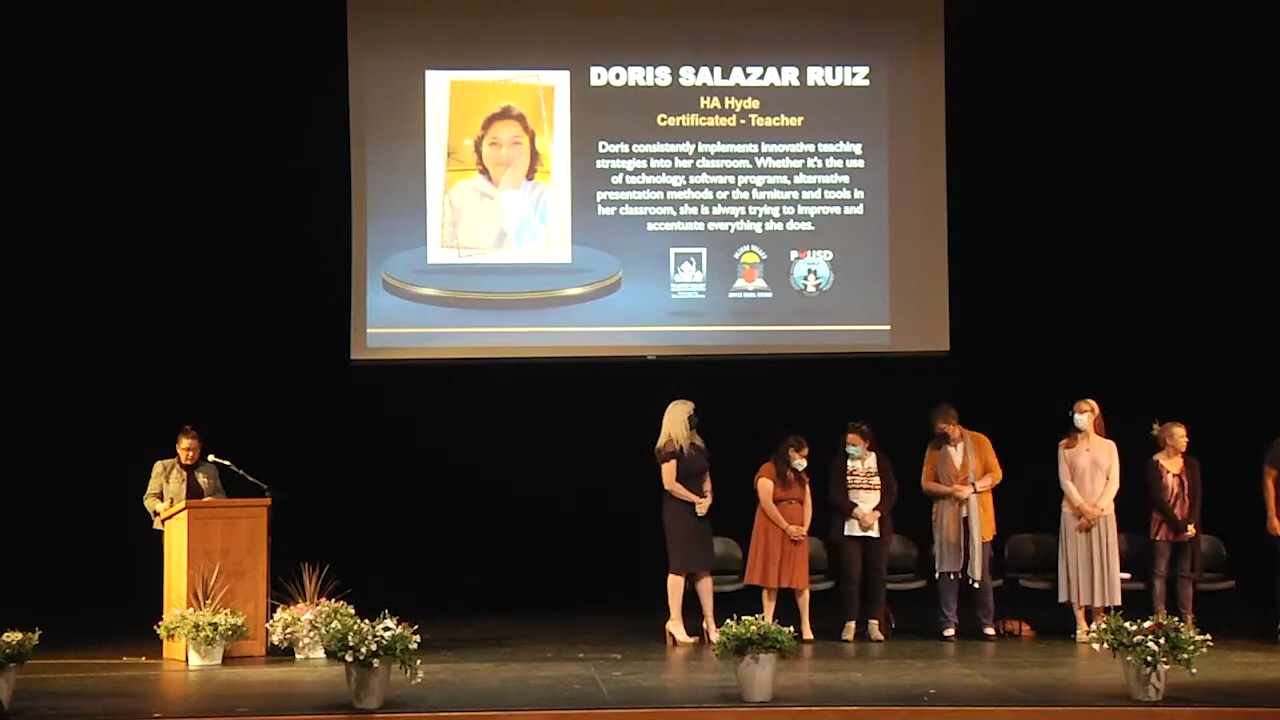 DORIS SALAZAR RUIZ
HA Hyde
Certificated - Teacher
Doris consistently implements innovative teaching
strategies into her classroom. Whether it's the use
of technology, software programs, alternative
presentation methods or the furniture and tools in
her classroom, she is always trying to improve and
accentuate everything she does.
PAJARO VALLEY